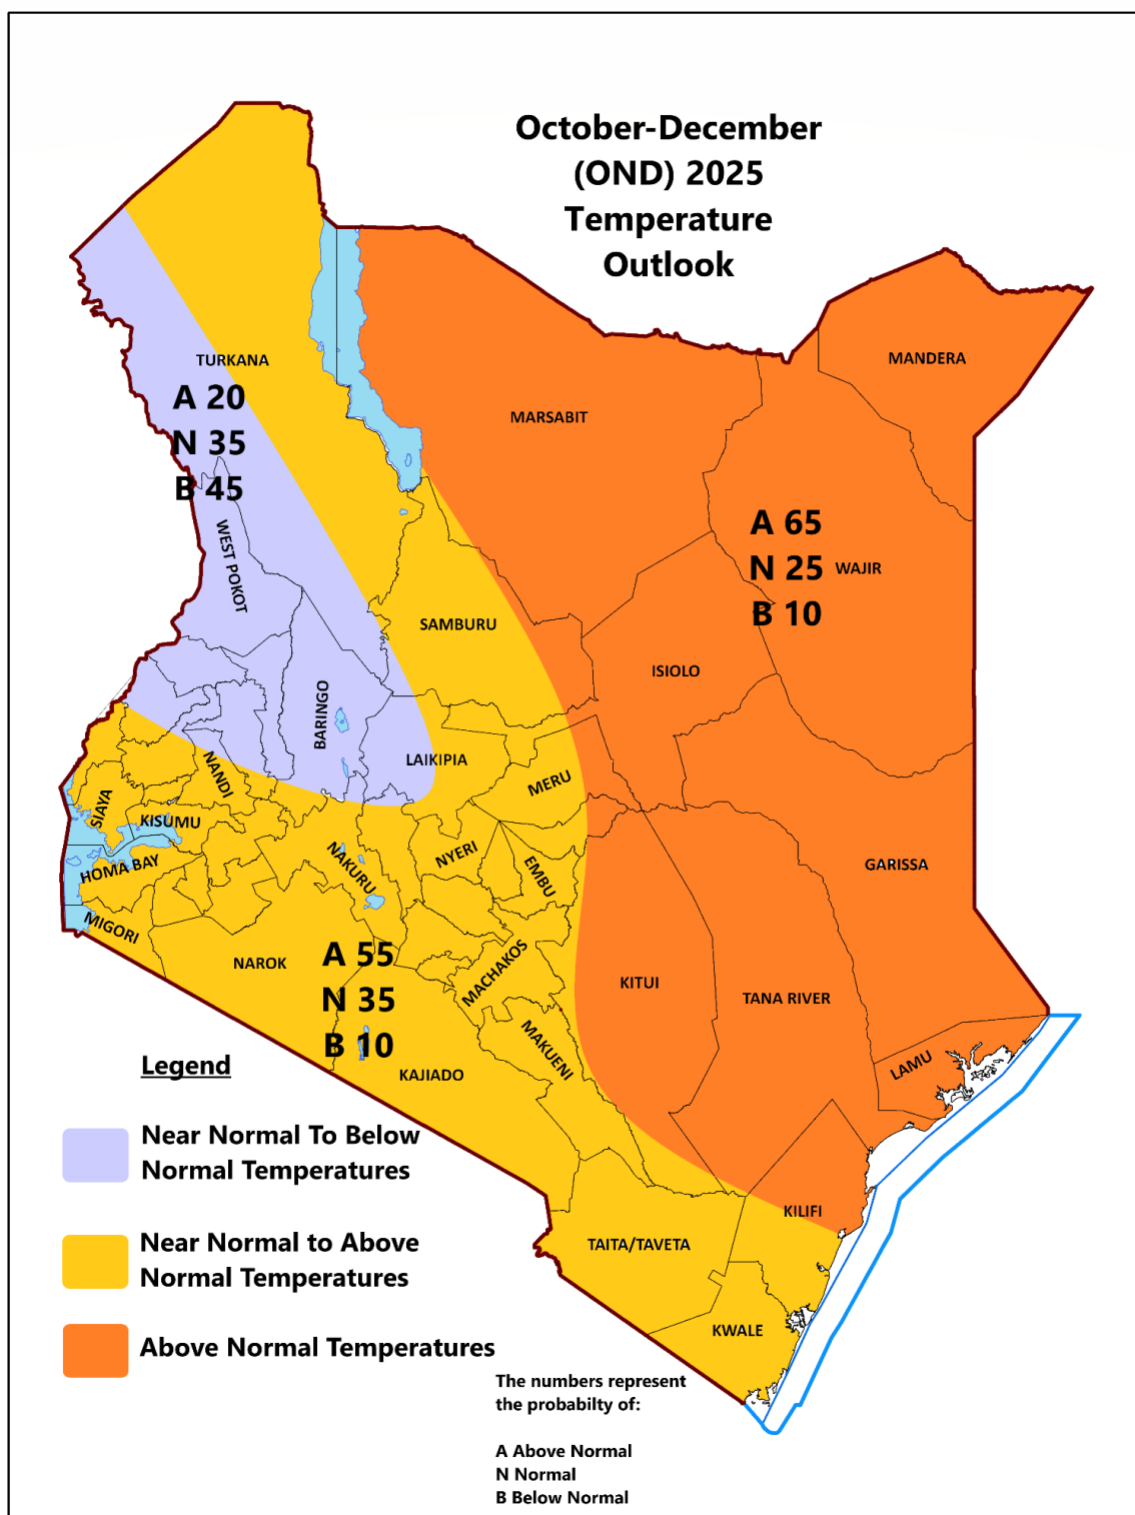 October-December
(OND) 2025
Temperature
Outlook
MANDERA
TURKANA
A 20
N 35
B 45
MARSABIT
A 65
N 25
B 10
WAJIR
WEST POKOT
SAMBURU
ISIOLO
BARINGO
LAIKIPIA
NANDI
MERU
SIAYA
KISUMU
NYERI
NAKURU
EMBU
HOMA BAY
GARISSA
MIGORI
NAROK
A 55
N 35
B 10
MACHAKOS
KITUI
TANA RIVER
MAKUENI
KAJIADO
LAMU
KILIFI
TAITA/TAVETA
KWALE
Legend
Near Normal To Below
Normal Temperatures
Near Normal to Above
Normal Temperatures
Above Normal Temperatures
The numbers represent
the probabilty of:
A Above Normal
N Normal
B Below Normal